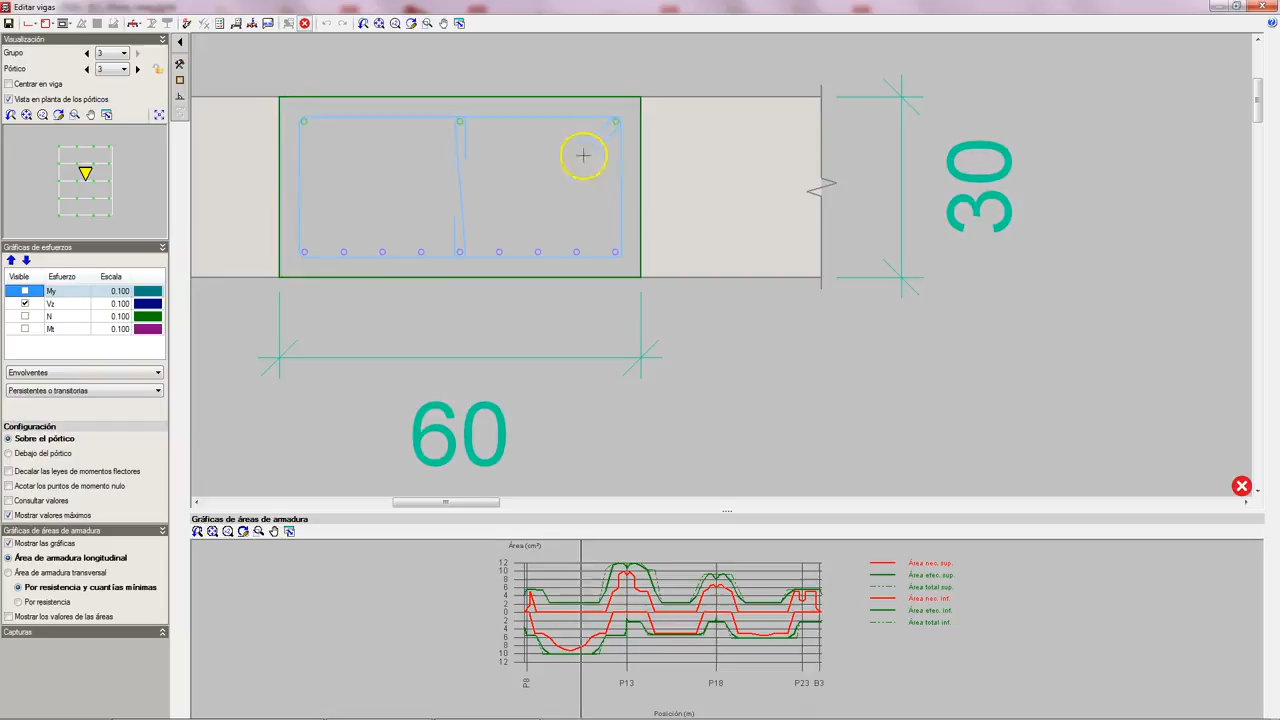 Editar vigas
Visualización
Grupo 3
Pórtico 3
Centrar en viga
Vista en planta de los pórticos
Gráficas de esfuerzos
Visible Esfuerzo Escala
My 0.100
Vz 0.100
N 0.100
Mt 0.100
Envolventes
Persistentes o transitorias
Configuración
Sobre el pórtico
Debajo del pórtico
Decalar las leyes de momentos flectores
Acotar los puntos de momento nulo
Consultar valores
Mostrar valores máximos
Gráficas de áreas de armadura
Mostrar las gráficas
Área de armadura longitudinal
Área de armadura transversal
Por resistencia y cuantías mínimas
Por resistencia
Mostrar los valores de las áreas
Capturas
30
60
Gráficas de áreas de armadura
Área (cm²)
12
10
8
6
4
2
0
2
4
6
8
10
12
P8 P13 P18 P23 B3
Posición (m)
Área nec. sup.
Área efec. sup.
Área total sup.
Área nec. inf.
Área efec. inf.
Área total inf.